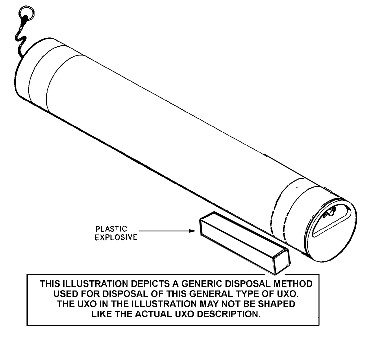 PLASTIC
EXPLOSIVE
THIS ILLUSTRATION DEPICTS A GENERIC DISPOSAL METHOD
USED FOR DISPOSAL OF THIS GENERAL TYPE OF UXO.
THE UXO IN THE ILLUSTRATION MAY NOT BE SHAPED
LIKE THE ACTUAL UXO DESCRIPTION.